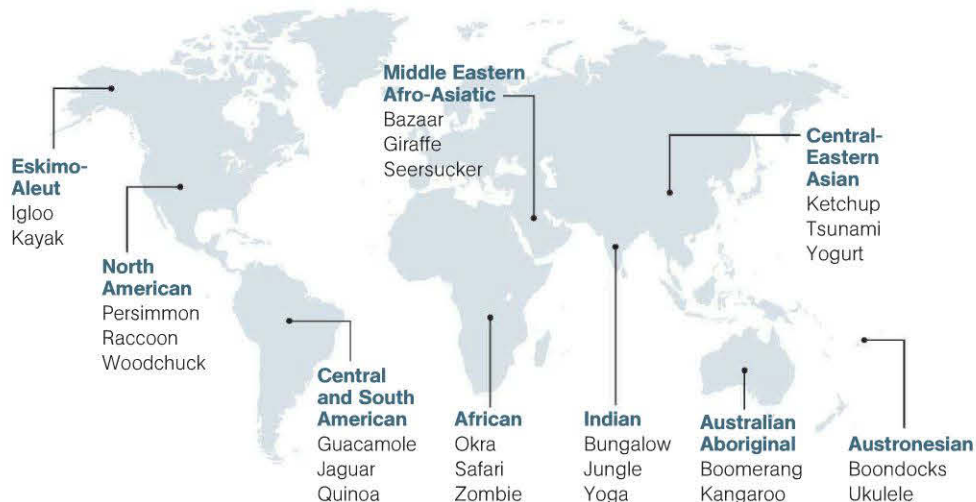 Middle Eastern
Afro-Asiatic
Bazaar
Giraffe
Seersucker
Central-
Eastern
Asian
Ketchup
Tsunami
Yogurt
Eskimo-
Aleut
Igloo
Kayak
North
American
Persimmon
Raccoon
Woodchuck
Central
and South
American
Guacamole
Jaguar
Quinoa
African
Okra
Safari
Zombie
Indian
Bungalow
Jungle
Yoga
Australian
Aboriginal
Boomerang
Kangaroo
Austronesian
Boondocks
Ukulele